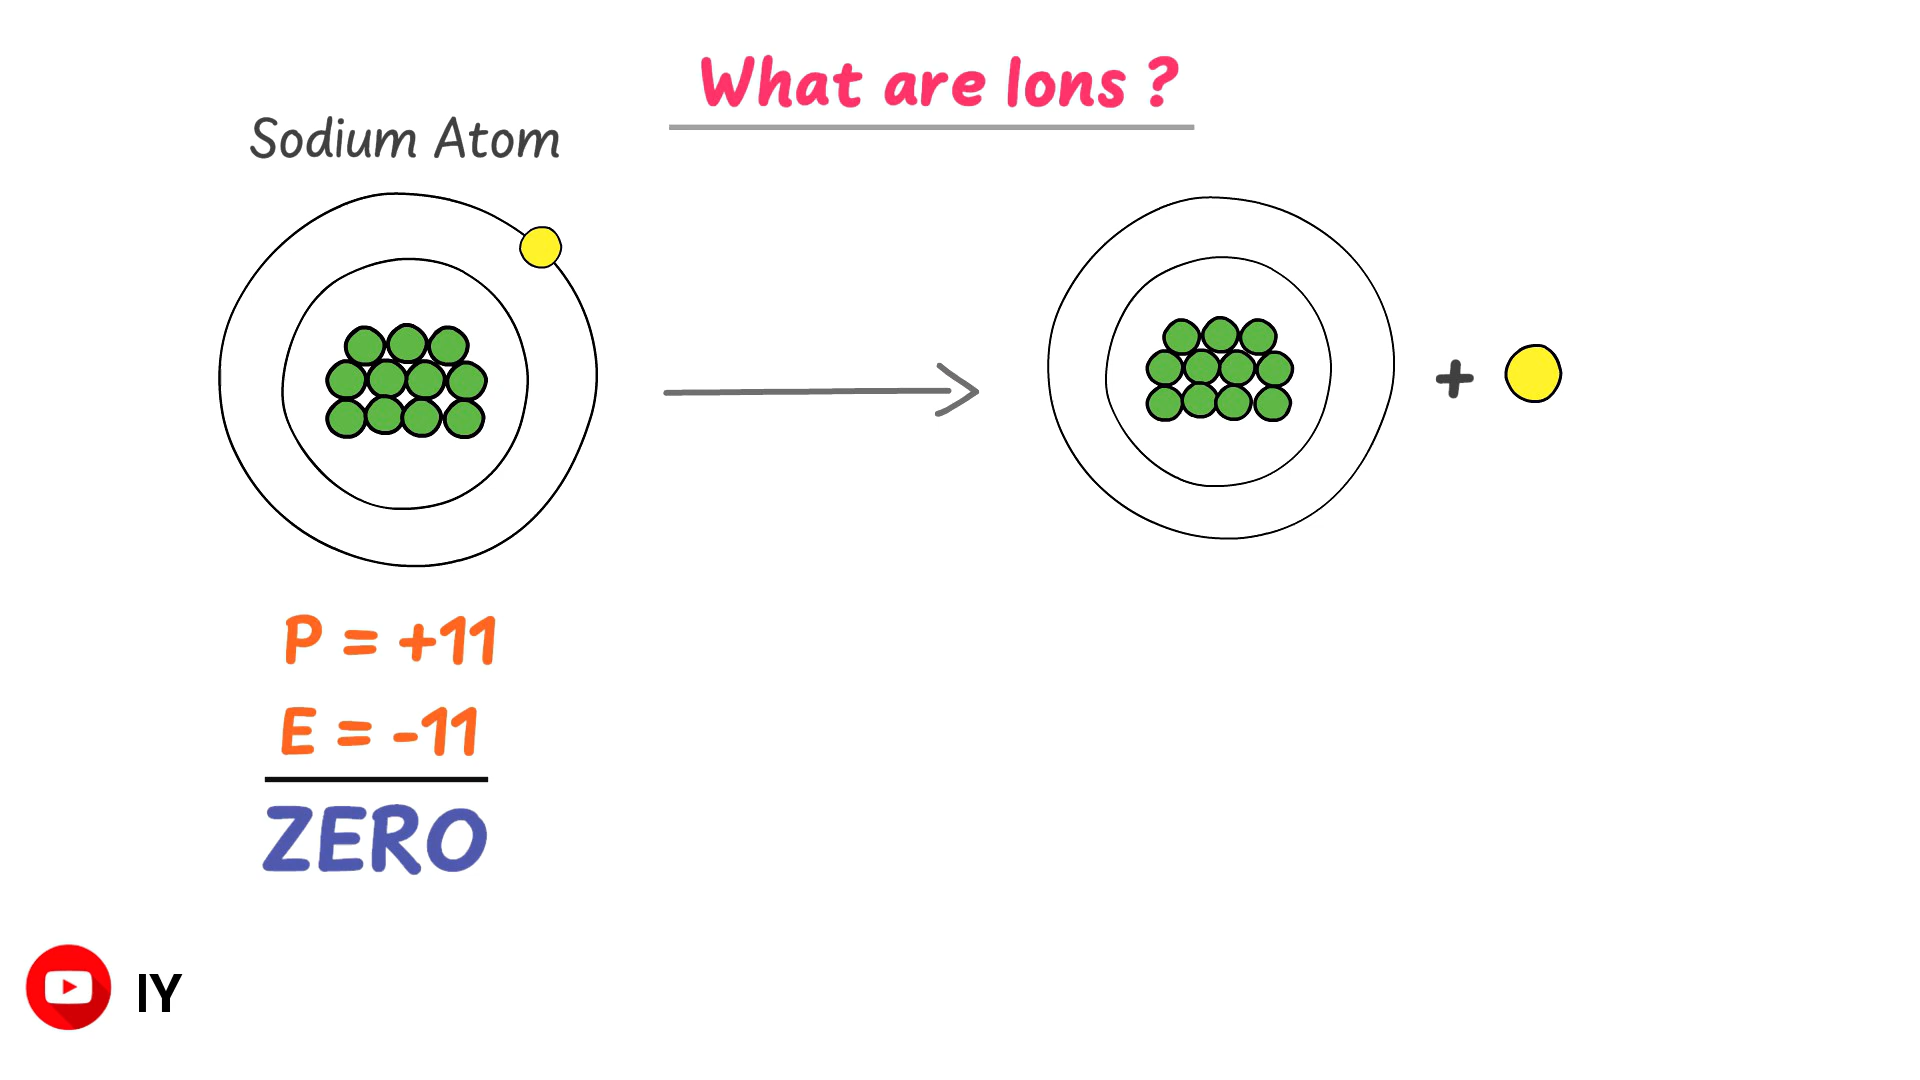 What are Ions ?
Sodium Atom
+
P = +11
E = -11
ZERO
IY